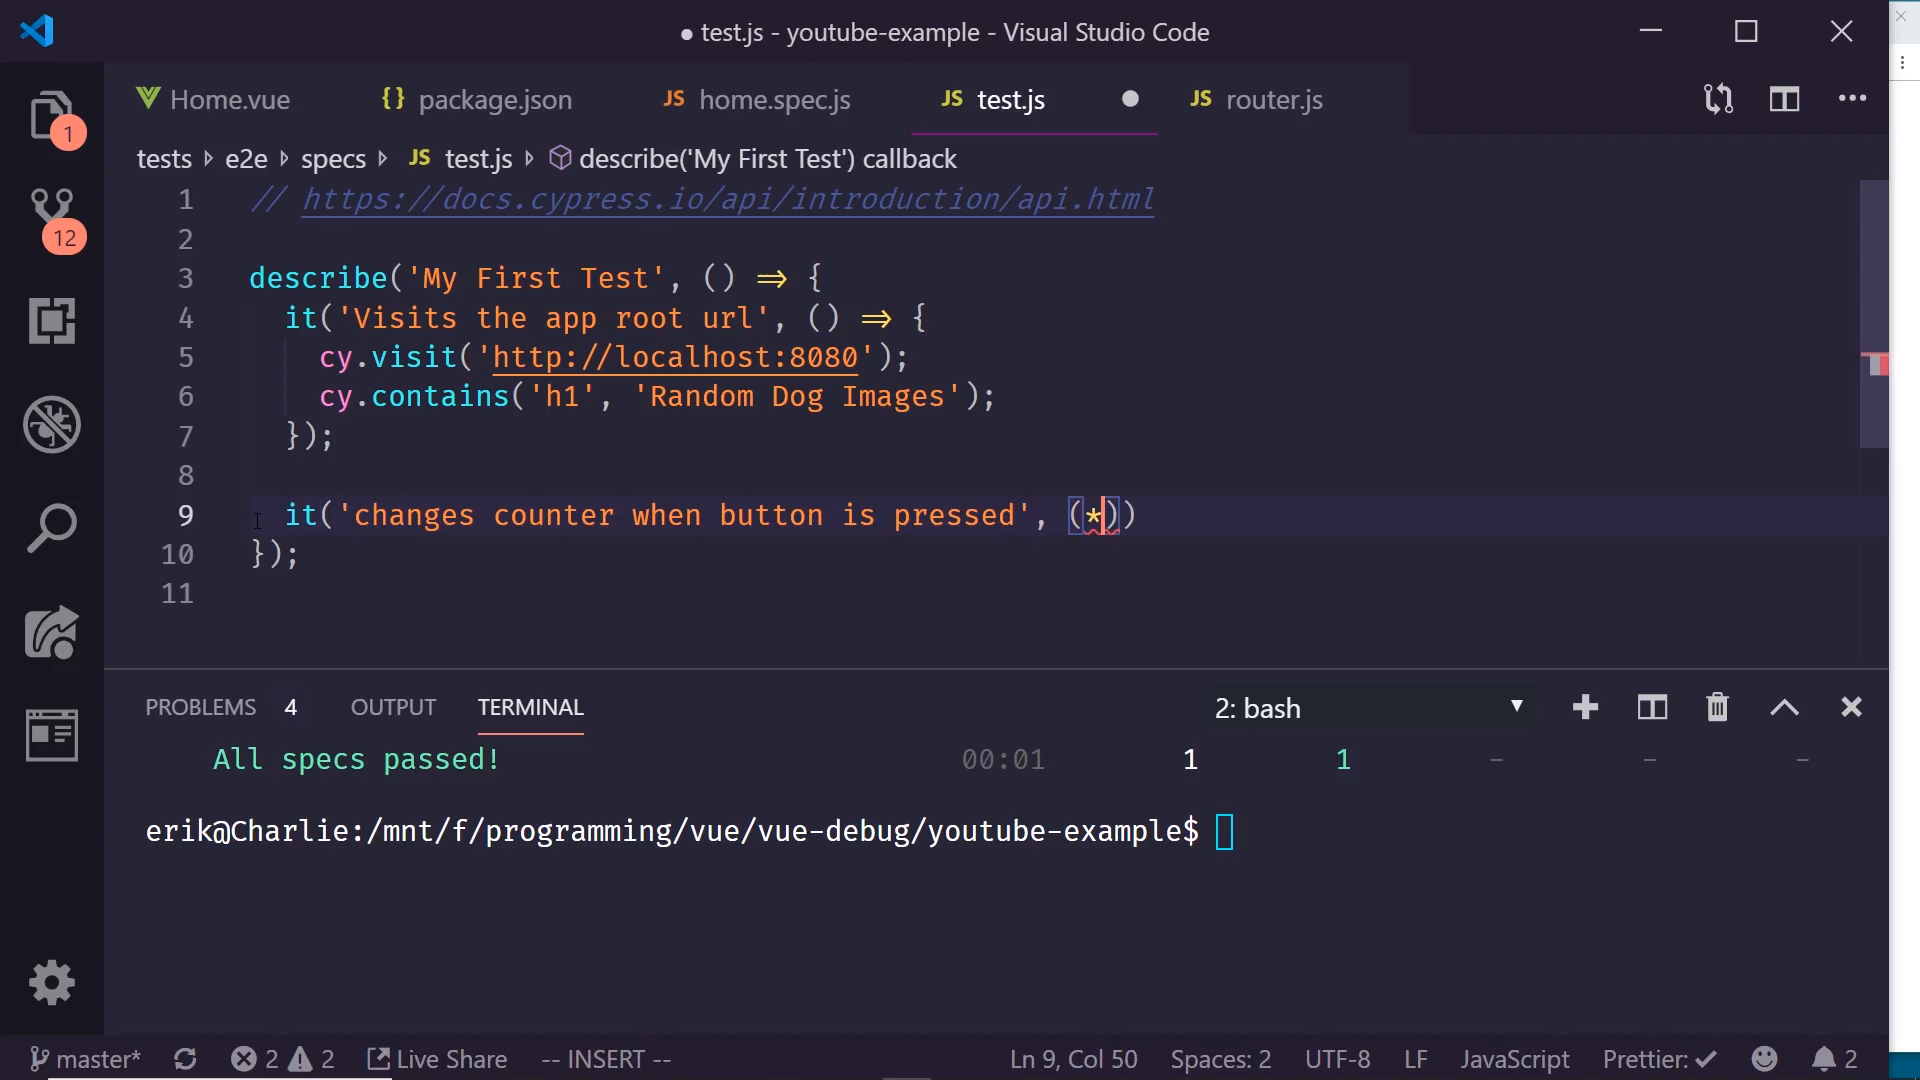 ● test.js - youtube-example - Visual Studio Code
Home.vue {} package.json JS home.spec.js JS test.js JS router.js
tests e2e specs JS test.js describe('My First Test') callback
1 // https://docs.cypress.io/api/introduction/api.html
2
3 describe('My First Test', () => {
4 it('Visits the app root url', () => {
5 cy.visit('http://localhost:8080');
6 cy.contains('h1', 'Random Dog Images');
7 });
8
9 it('changes counter when button is pressed', (*))
10 });
11
1
12
PROBLEMS 4 OUTPUT TERMINAL 2: bash
All specs passed! 00:01 1 1 - - -
erik@Charlie:/mnt/f/programming/vue/vue-debug/youtube-example$
master* 2 2 Live Share -- INSERT -- Ln 9, Col 50 Spaces: 2 UTF-8 LF JavaScript Prettier: ✓ 2